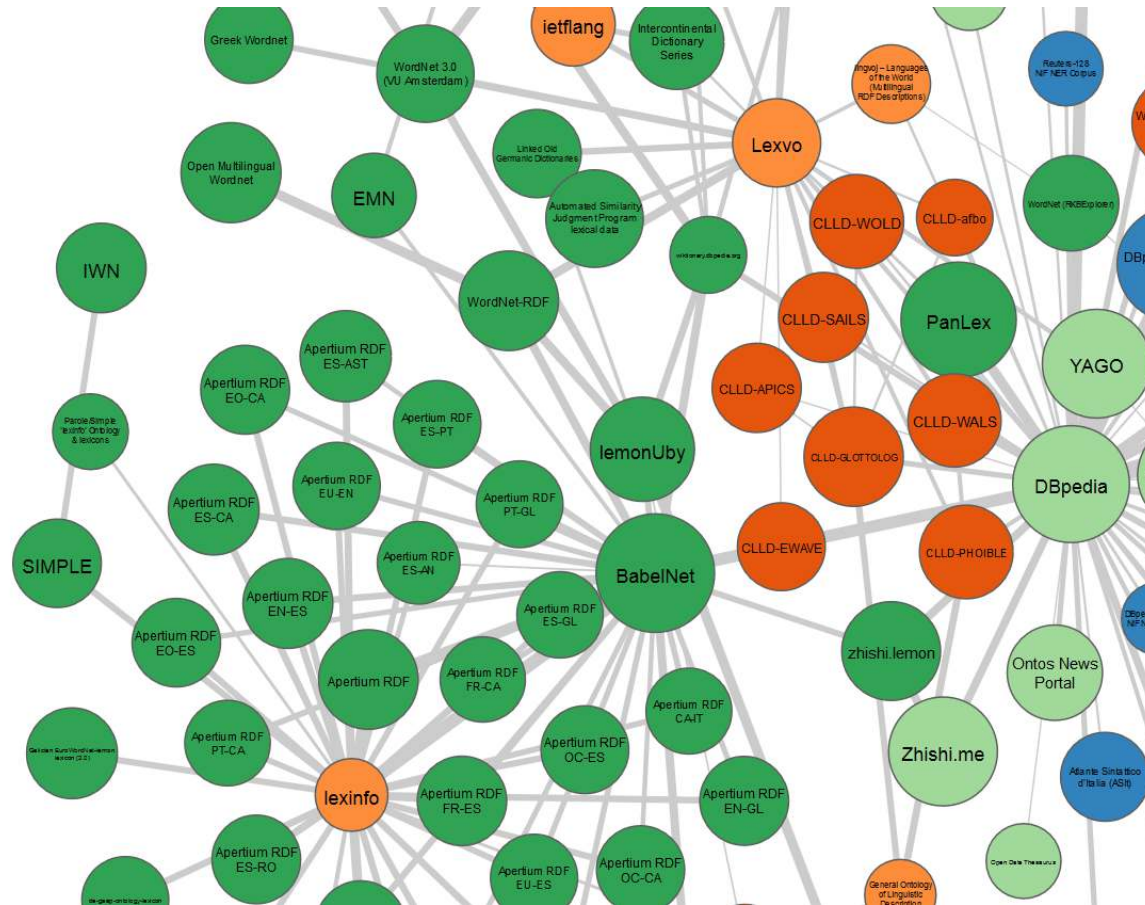 ietflang
Intercontinental
Dictionary
Series
Greek Wordnet
WordNet 3.0
(VU Amsterdam)
lingvoj – Languages
of the World
(Multilingual
RDF Descriptions)
Reuters-128
NIF NER Corpus
Lexvo
Linked Old
Germanic Dictionaries
Open Multilingual
Wordnet
EMN
Automated Similarity
Judgment Program
lexical data
CLLD-WOLD
CLLD-afbo
WordNet (RKBExplorer)
wiktionary.dbpedia.org
IWN
WordNet-RDF
CLLD-SAILS
PanLex
Apertium RDF
ES-AST
Apertium RDF
EO-CA
YAGO
CLLD-APICS
Parole/Simple
'lexinfo' Ontology
& lexicons
Apertium RDF
ES-PT
CLLD-WALS
lemonUby
CLLD-GLOTTOLOG
Apertium RDF
EU-EN
DBpedia
Apertium RDF
ES-CA
Apertium RDF
PT-GL
SIMPLE
Apertium RDF
ES-AN
CLLD-EWAVE
CLLD-PHOIBLE
BabelNet
Apertium RDF
EN-ES
Apertium RDF
ES-GL
Apertium RDF
EO-ES
zhishi.lemon
Ontos News
Portal
Apertium RDF
Apertium RDF
FR-CA
Apertium RDF
CA-IT
Apertium RDF
PT-CA
Apertium RDF
OC-ES
Galician EuroWordNet-lemon
lexicon (3.0)
Zhishi.me
Atlante Sintattico
d'Italia (ASIt)
lexinfo
Apertium RDF
FR-ES
Apertium RDF
EN-GL
Apertium RDF
ES-RO
Apertium RDF
EU-ES
Apertium RDF
OC-CA
Open Data Thesaurus
General Ontology
of Linguistic
Description